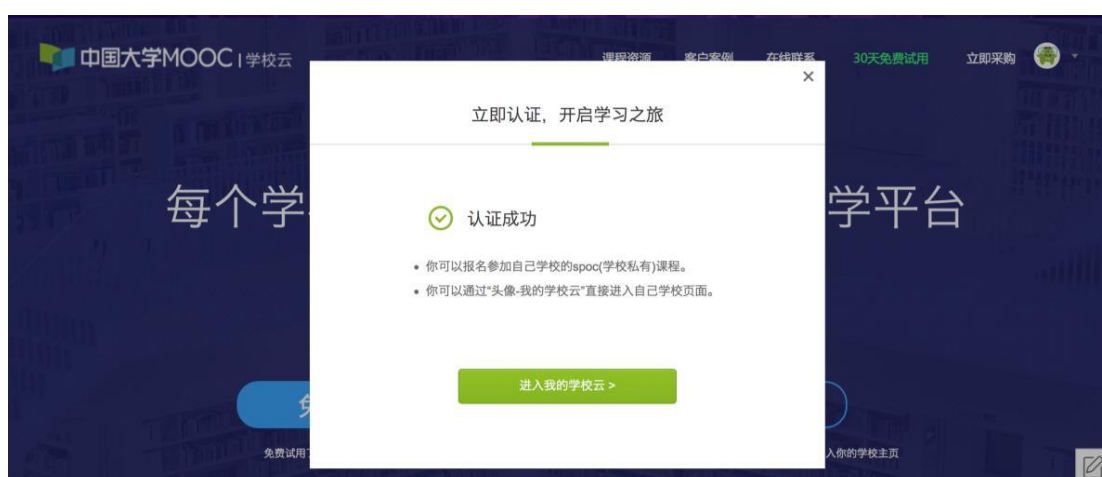 中国大学MOOC | 学校云
课程资源 客户案例 在线联系 30天免费试用 立即采购
×
立即认证，开启学习之旅
每个学
学平台
认证成功
• 你可以报名参加自己学校的spoc(学校私有)课程。
• 你可以通过“头像-我的学校云”直接进入自己学校页面。
进入我的学校云 >
免费试用
入你的学校主页